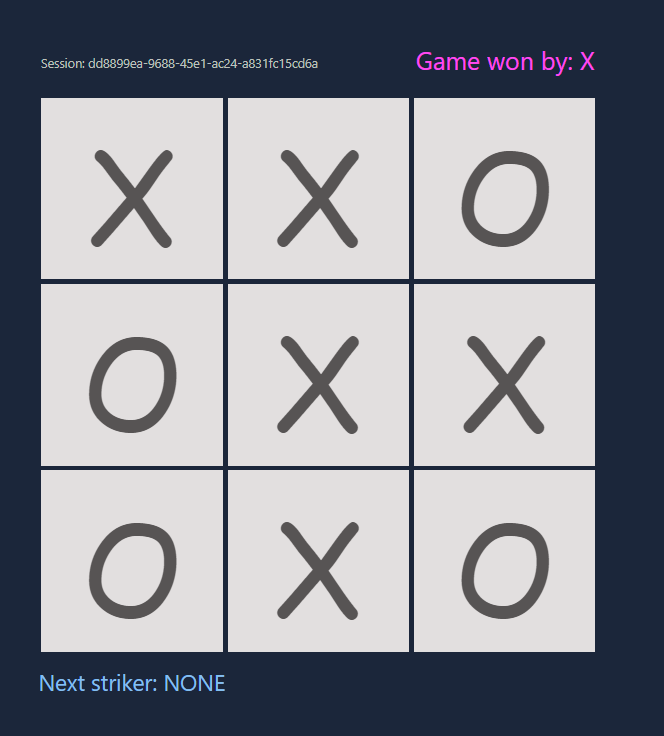 Session: dd8899ea-9688-45e1-ac24-a831fc15cd6a
Game won by: X
X X O
O X X
O X O
Next striker: NONE